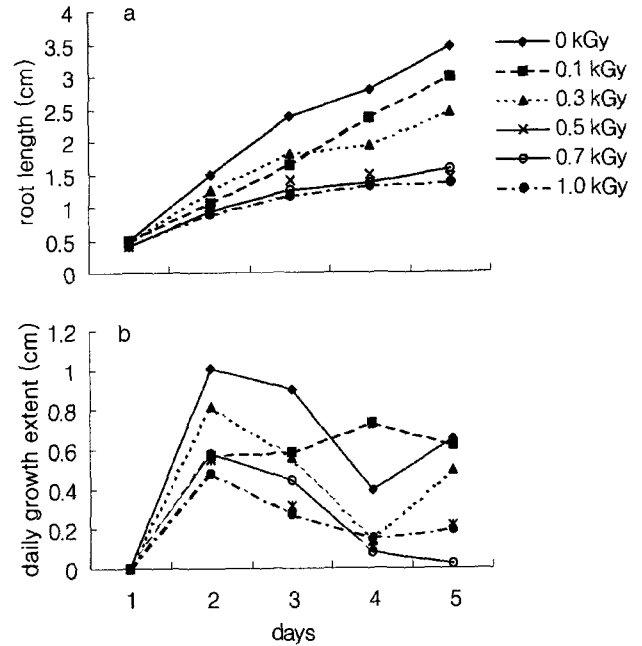 a
root length (cm)
4
3.5
3
2.5
2
1.5
1
0.5
0
0 kGy
0.1 kGy
0.3 kGy
0.5 kGy
0.7 kGy
1.0 kGy
b
daily growth extent (cm)
1.2
1
0.8
0.6
0.4
0.2
0
1 2 3 4 5
days